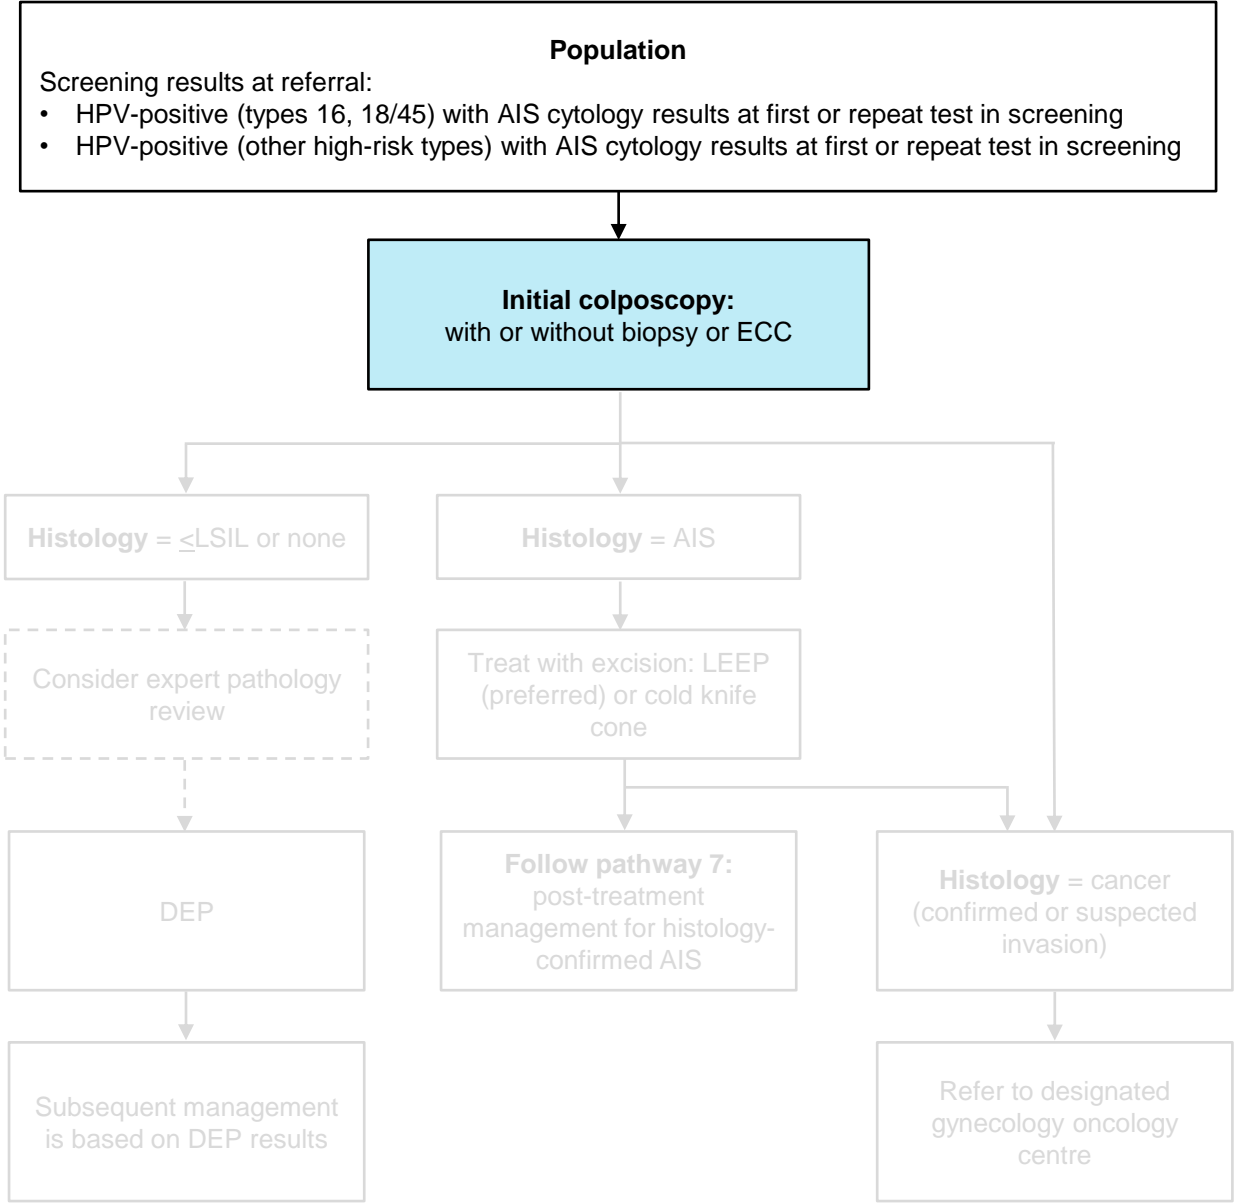 Population
Screening results at referral:
• HPV-positive (types 16, 18/45) with AIS cytology results at first or repeat test in screening
• HPV-positive (other high-risk types) with AIS cytology results at first or repeat test in screening
Initial colposcopy:
with or without biopsy or ECC
Histology = <LSIL or none
Histology = AIS
Consider expert pathology
review
Treat with excision: LEEP
(preferred) or cold knife
cone
DEP
Follow pathway 7:
post-treatment
management for histology-
confirmed AIS
Histology = cancer
(confirmed or suspected
invasion)
Subsequent management
is based on DEP results
Refer to designated
gynecology oncology
centre